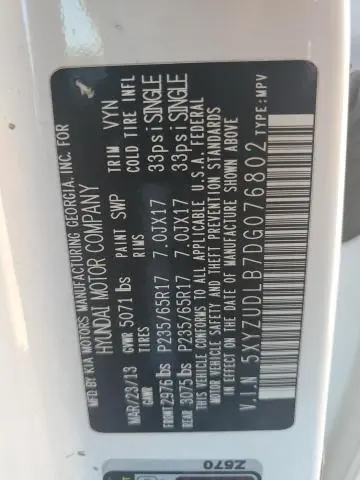 MFD BY KIA MOTORS MANUFACTURING GEORGIA, INC. FOR
HYUNDAI MOTOR COMPANY
MAR/23/13 GVWR 5071 lbs PAINT SWP TRIM VYN
GAWR TIRES RIMS COLD TIRE INFL
FRONT 2976 lbs P235/65R17 7.0JX17 33psi SINGLE
REAR 3075 lbs P235/65R17 7.0JX17 33psi SINGLE
THIS VEHICLE CONFORMS TO ALL APPLICABLE U.S.A. FEDERAL
MOTOR VEHICLE SAFETY AND THEFT PREVENTION STANDARDS
IN EFFECT ON THE DATE OF MANUFACTURE SHOWN ABOVE
V.I.N 5XYZUDLB7DG076802 TYPE: MPV
Z570